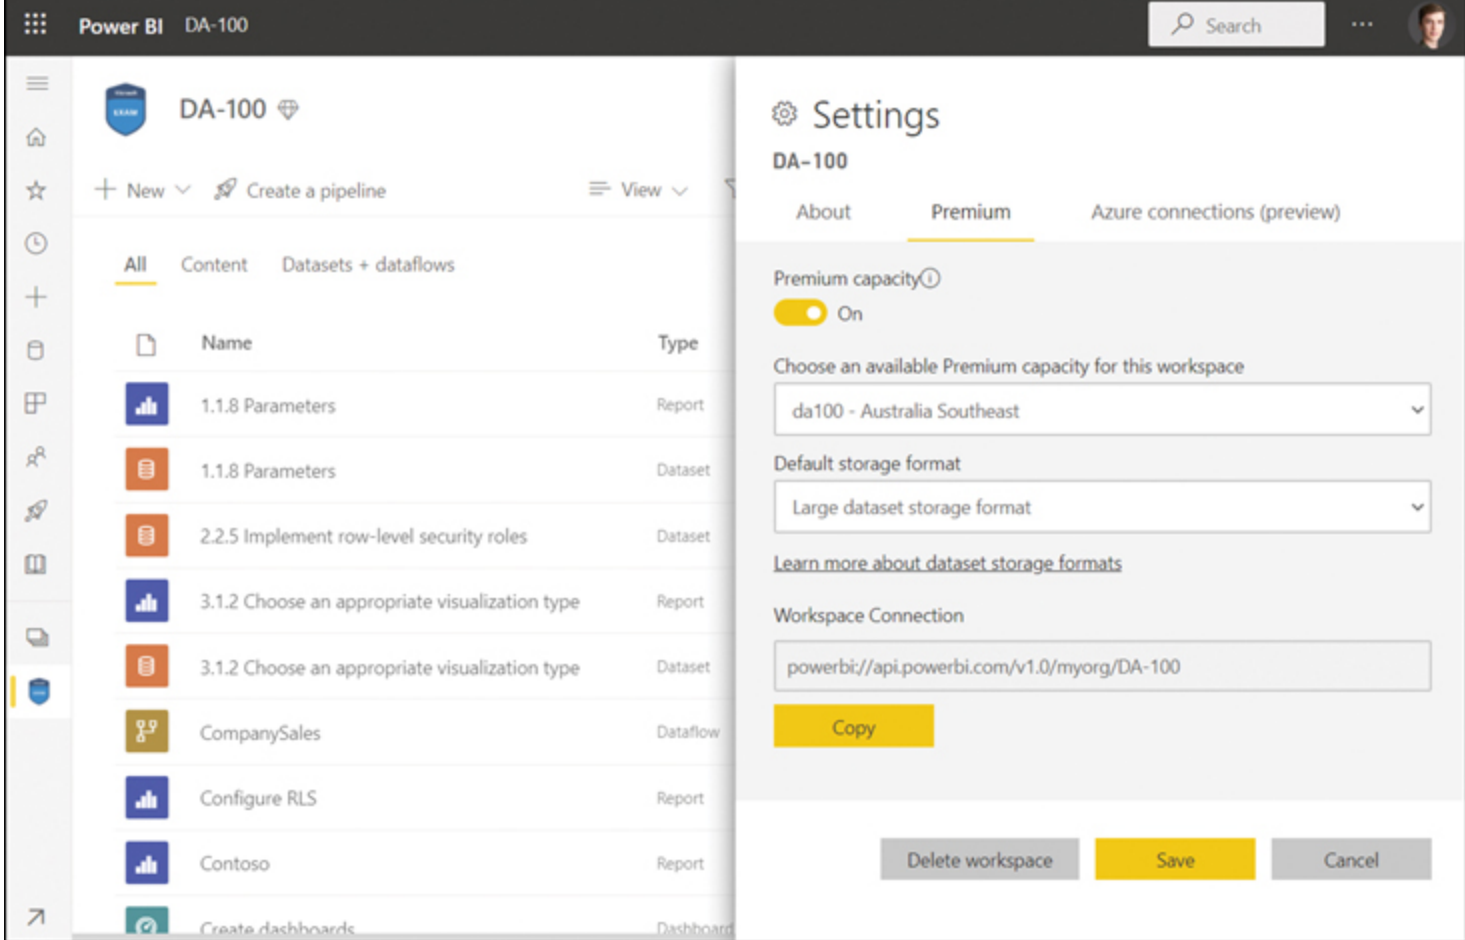 Power BI DA-100
Search
DA-100
New
Create a pipeline
View
All
Content
Datasets + dataflows
Name
Type
1.1.8 Parameters
Report
1.1.8 Parameters
Dataset
2.2.5 Implement row-level security roles
Dataset
3.1.2 Choose an appropriate visualization type
Report
3.1.2 Choose an appropriate visualization type
Dataset
CompanySales
Dataflow
Configure RLS
Report
Contoso
Report
Create dashboards
Dashboard
Settings
DA-100
About
Premium
Azure connections (preview)
Premium capacity
On
Choose an available Premium capacity for this workspace
da100 - Australia Southeast
Default storage format
Large dataset storage format
Learn more about dataset storage formats
Workspace Connection
powerbi://api.powerbi.com/v1.0/myorg/DA-100
Copy
Delete workspace
Save
Cancel